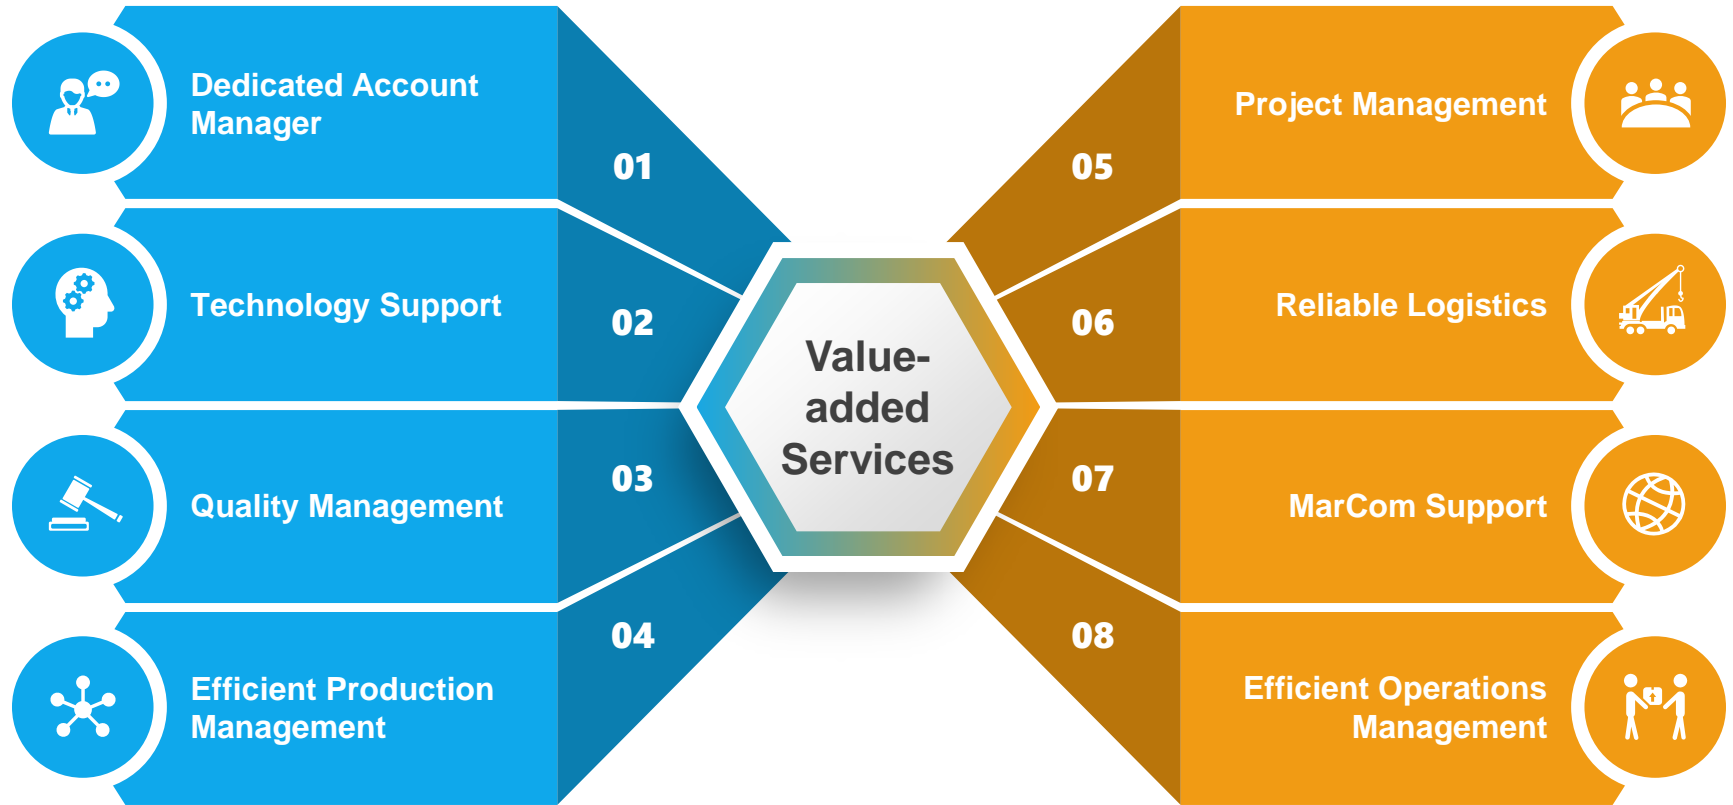 Dedicated Account
Manager
01
Technology Support
02
Quality Management
03
Efficient Production
Management
04
Value-
added
Services
Project Management
05
Reliable Logistics
06
MarCom Support
07
Efficient Operations
Management
08